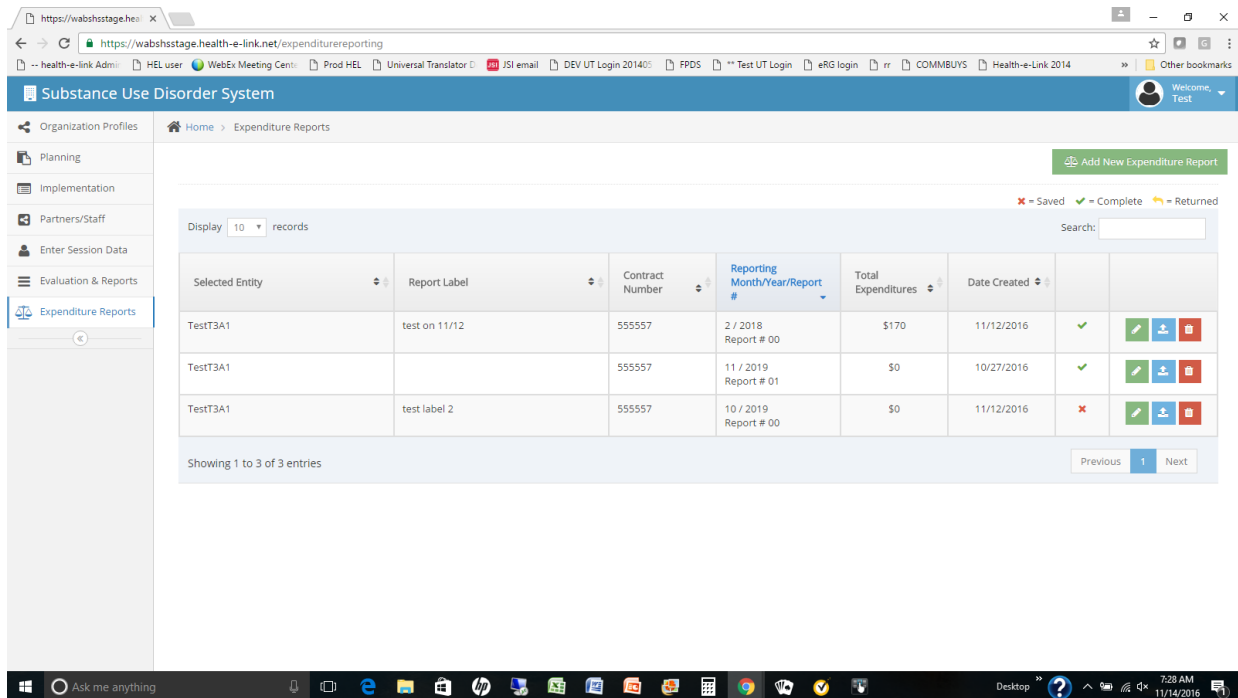 https://wabshsstage.heal
https://wabshsstage.health-e-link.net/expenditurereporting
-- health-e-link Admi HEL user WebEx Meeting Cente Prod HEL Universal Translator D JSI JSI email DEV UT Login 201405 FPDS ** Test UT Login eRG login rr COMMBUYS Health-e-Link 2014 » Other bookmarks
Substance Use Disorder System
Welcome,
Test
Organization Profiles
Home > Expenditure Reports
Planning
Add New Expenditure Report
Implementation
= Saved = Complete = Returned
Partners/Staff
Display 10 records
Search:
Enter Session Data
Evaluation & Reports
Expenditure Reports
Selected Entity
Report Label
Contract
Number
Reporting
Month/Year/Report
#
Total
Expenditures
Date Created
TestT3A1 test on 11/12 555557 2 / 2018 $170 11/12/2016
Report # 00
TestT3A1 555557 11 / 2019 $0 10/27/2016
Report # 01
TestT3A1 test label 2 555557 10 / 2019 $0 11/12/2016
Report # 00
Showing 1 to 3 of 3 entries
Previous 1 Next
Ask me anything
Desktop »
7:28 AM
11/14/2016